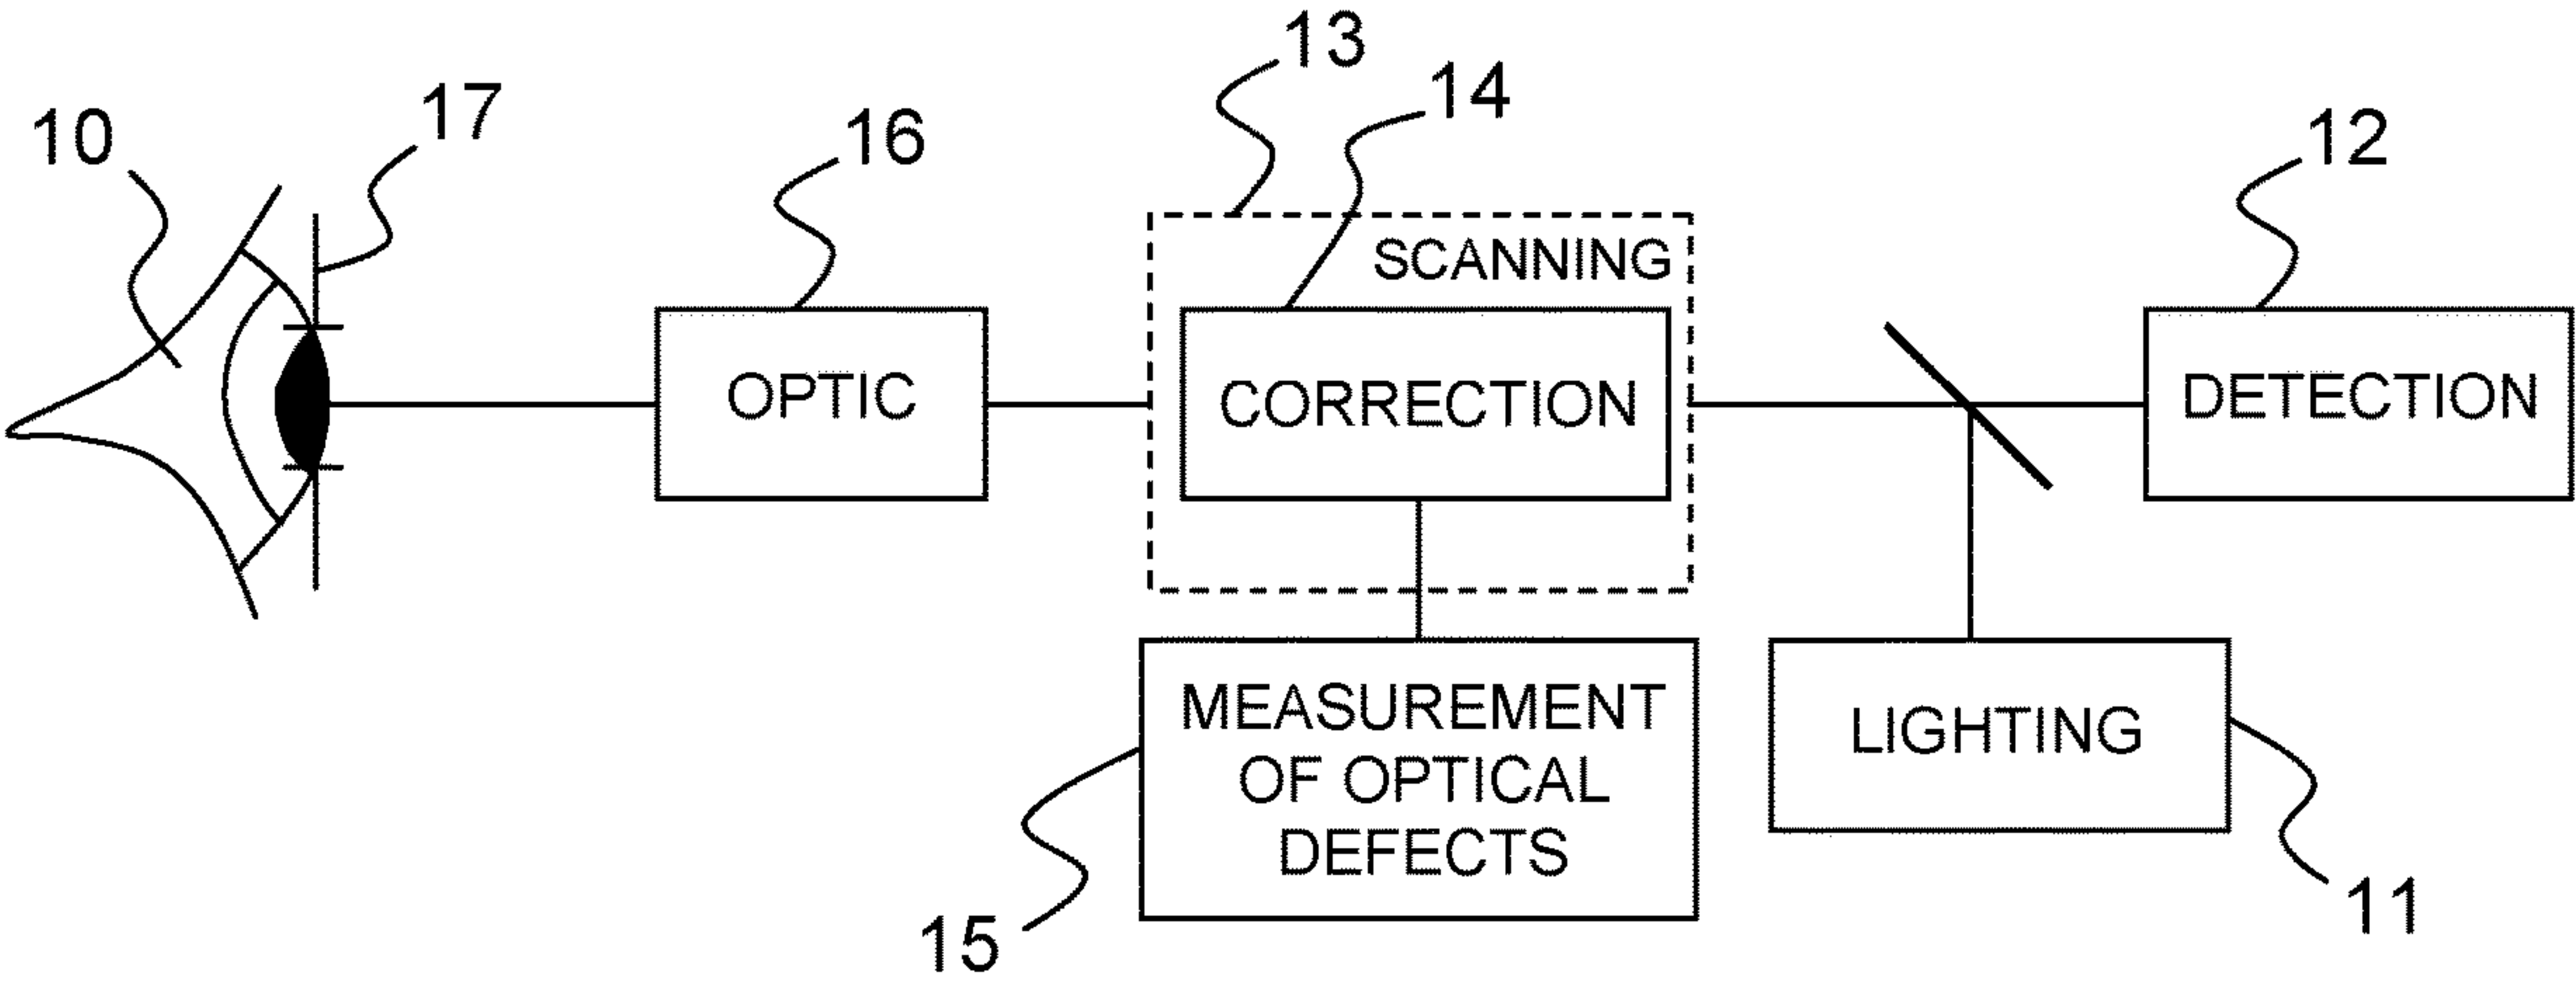 13
14
17
10
16
12
SCANNING
OPTIC
CORRECTION
DETECTION
MEASUREMENT
OF OPTICAL
DEFECTS
LIGHTING
15
11